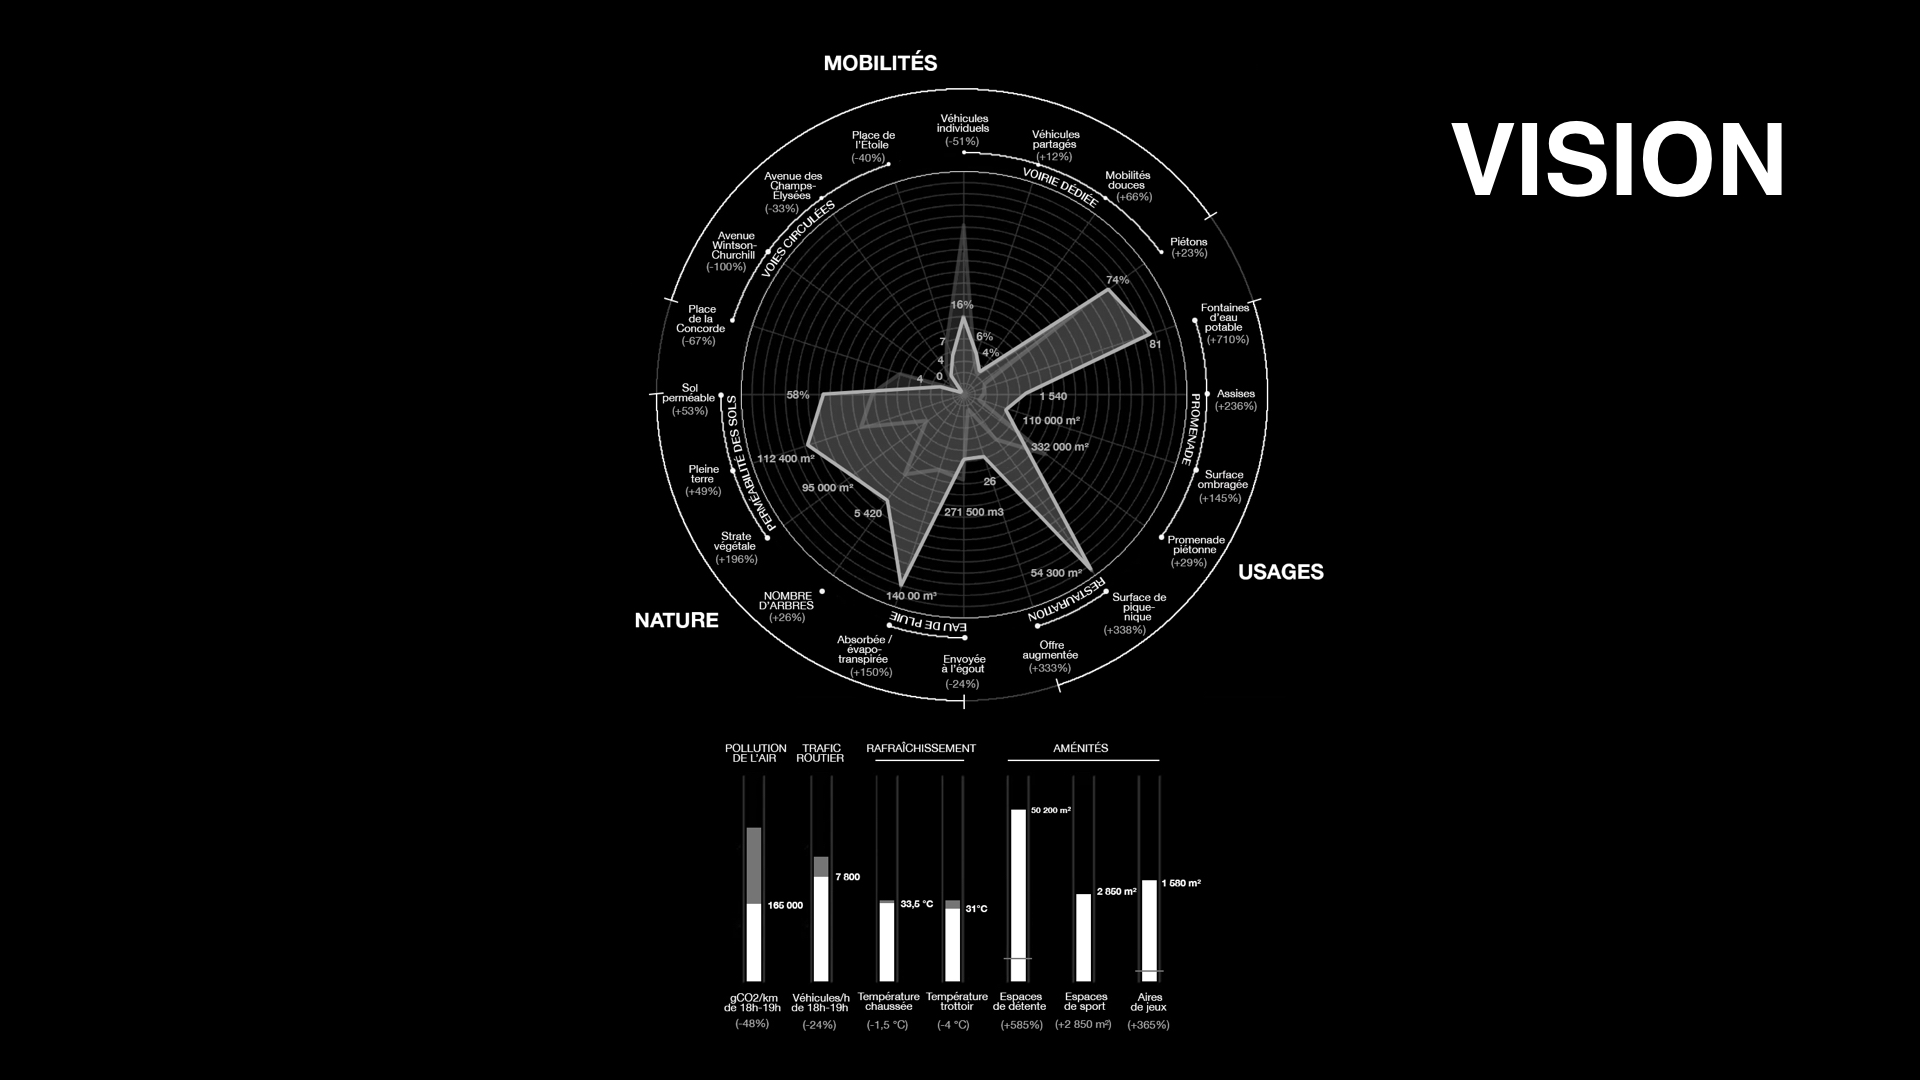 VISION
MOBILITÉS
Véhicules
individuels
(-51%)
Véhicules
partagés
(+12%)
Mobilités
douces
(+66%)
Piétons
(+23%)
VOIRIE DÉDIÉE
Place de
l'Étoile
(-40%)
Avenue des
Champs-
Elysées
(-33%)
Avenue
Wintson-
Churchill
(-100%)
Place
de la
Concorde
(-67%)
VOIES CIRCULÉES
16%
6%
4%
74%
81
7
4
0
4
USAGES
Fontaines
d'eau
potable
(+710%)
Assises
(+236%)
Surface
ombragée
(+145%)
Promenade
piétonne
(+29%)
PROMENADE
1 540
110 000 m²
332 000 m²
Surface de
pique-
nique
(+338%)
Offre
augmentée
(+333%)
RESTAURATION
54 300 m²
26
NATURE
Sol
perméable
(+53%)
Pleine
terre
(+49%)
Strate
végétale
(+196%)
PERMÉABILITÉ DES SOLS
58%
112 400 m²
95 000 m²
5 420
NOMBRE
D'ARBRES
(+26%)
Absorbée /
évapo-
transpirée
(+150%)
Envoyée
à l'égout
(-24%)
EAU DE PLUIE
140 00 m³
271 500 m3
POLLUTION
DE L'AIR
TRAFIC
ROUTIER
RAFRAÎCHISSEMENT
AMÉNITÉS
165 000
7 800
33,5 °C
31°C
50 200 m²
2 850 m²
1 580 m²
gCO2/km
de 18h-19h
(-48%)
Véhicules/h
de 18h-19h
(-24%)
Température
chaussée
(-1,5 °C)
Température
trottoir
(-4 °C)
Espaces
de détente
(+585%)
Espaces
de sport
(+2 850 m²)
Aires
de jeux
(+365%)